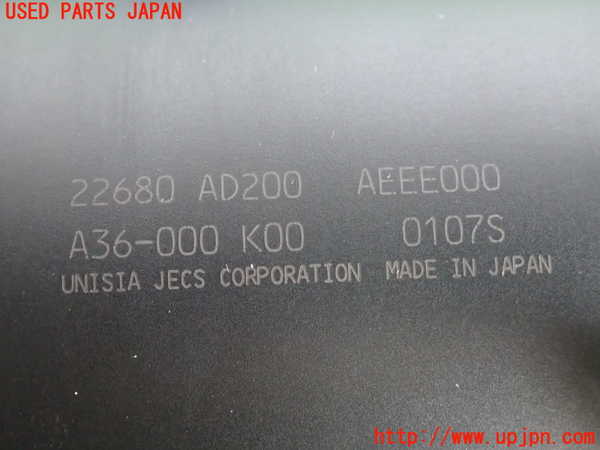 USED PARTS JAPAN
22680 AD200 AEEE000
A36-000 K00 0107S
UNISIA JECS CORPORATION MADE IN JAPAN
http://www.upjpn.com